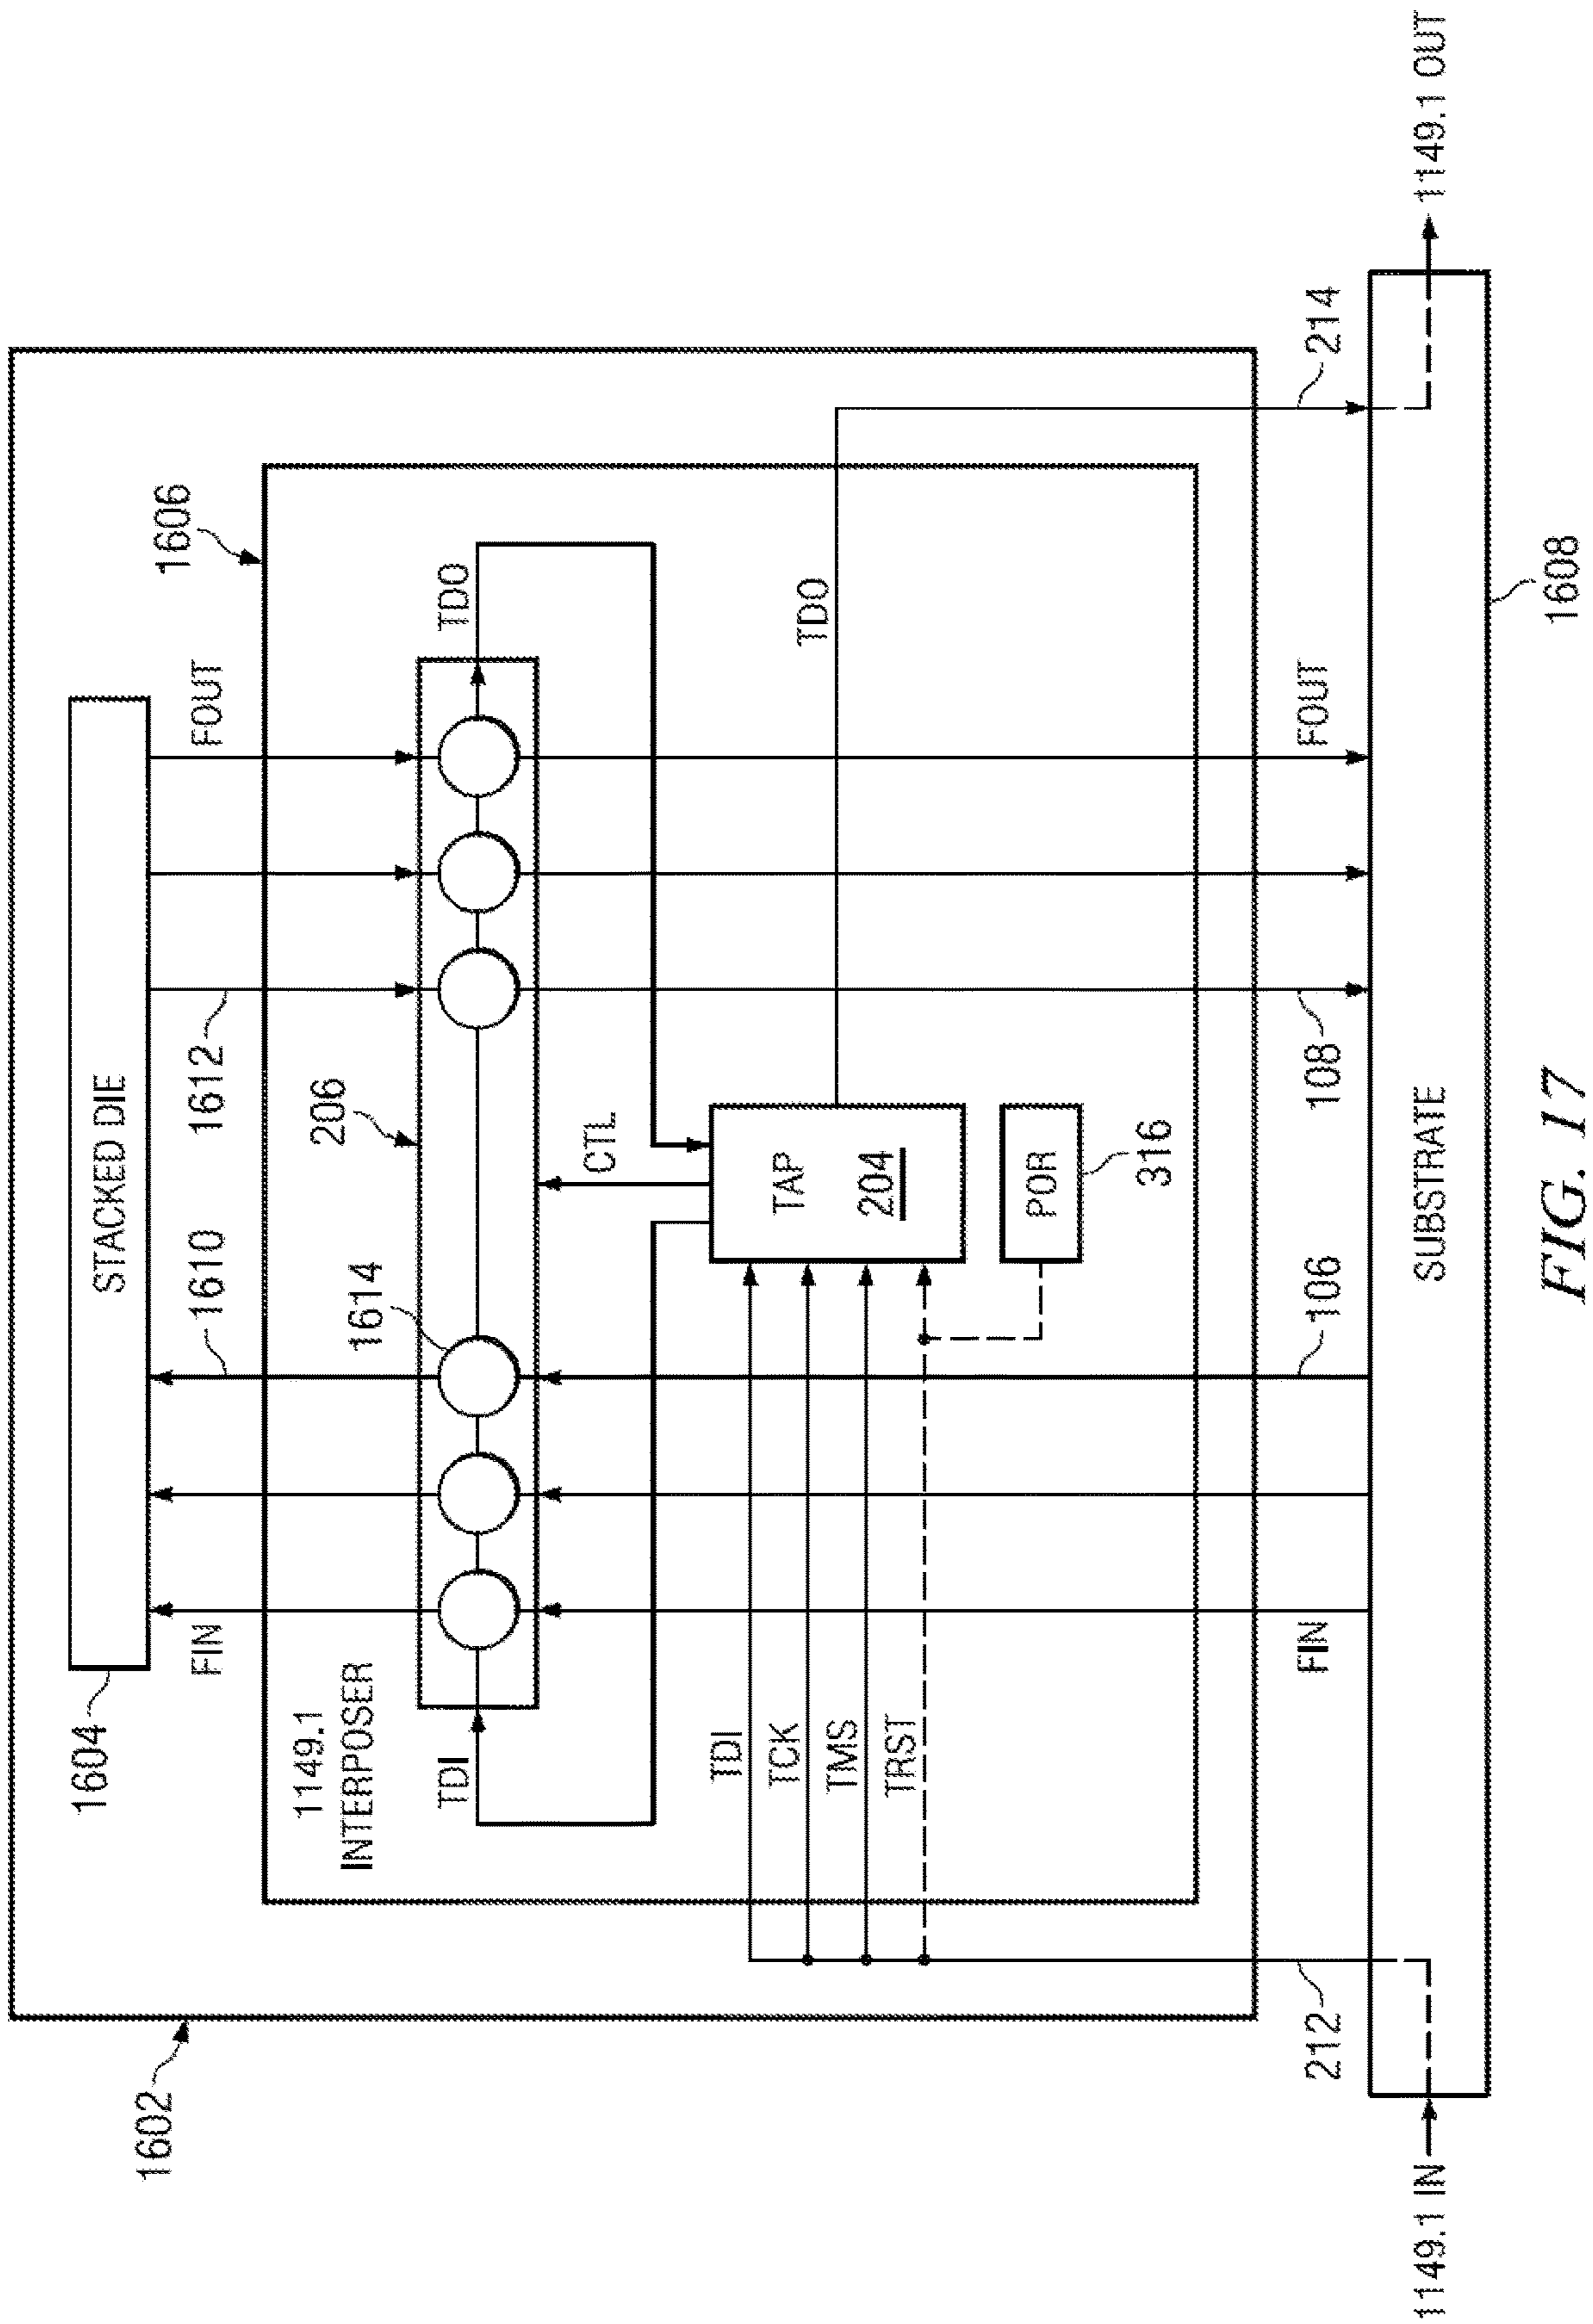 1602
1604
STACKED DIE
FIN
1610
1612
FOUT
1606
1149.1
INTERPOSER
1614
206
TDI
TDO
CTL
TDI
TCK
TMS
TRST
TAP
204
POR
316
TDO
212
FIN
106
108
FOUT
214
1149.1 IN
SUBSTRATE
1149.1 OUT
1608
FIG. 17